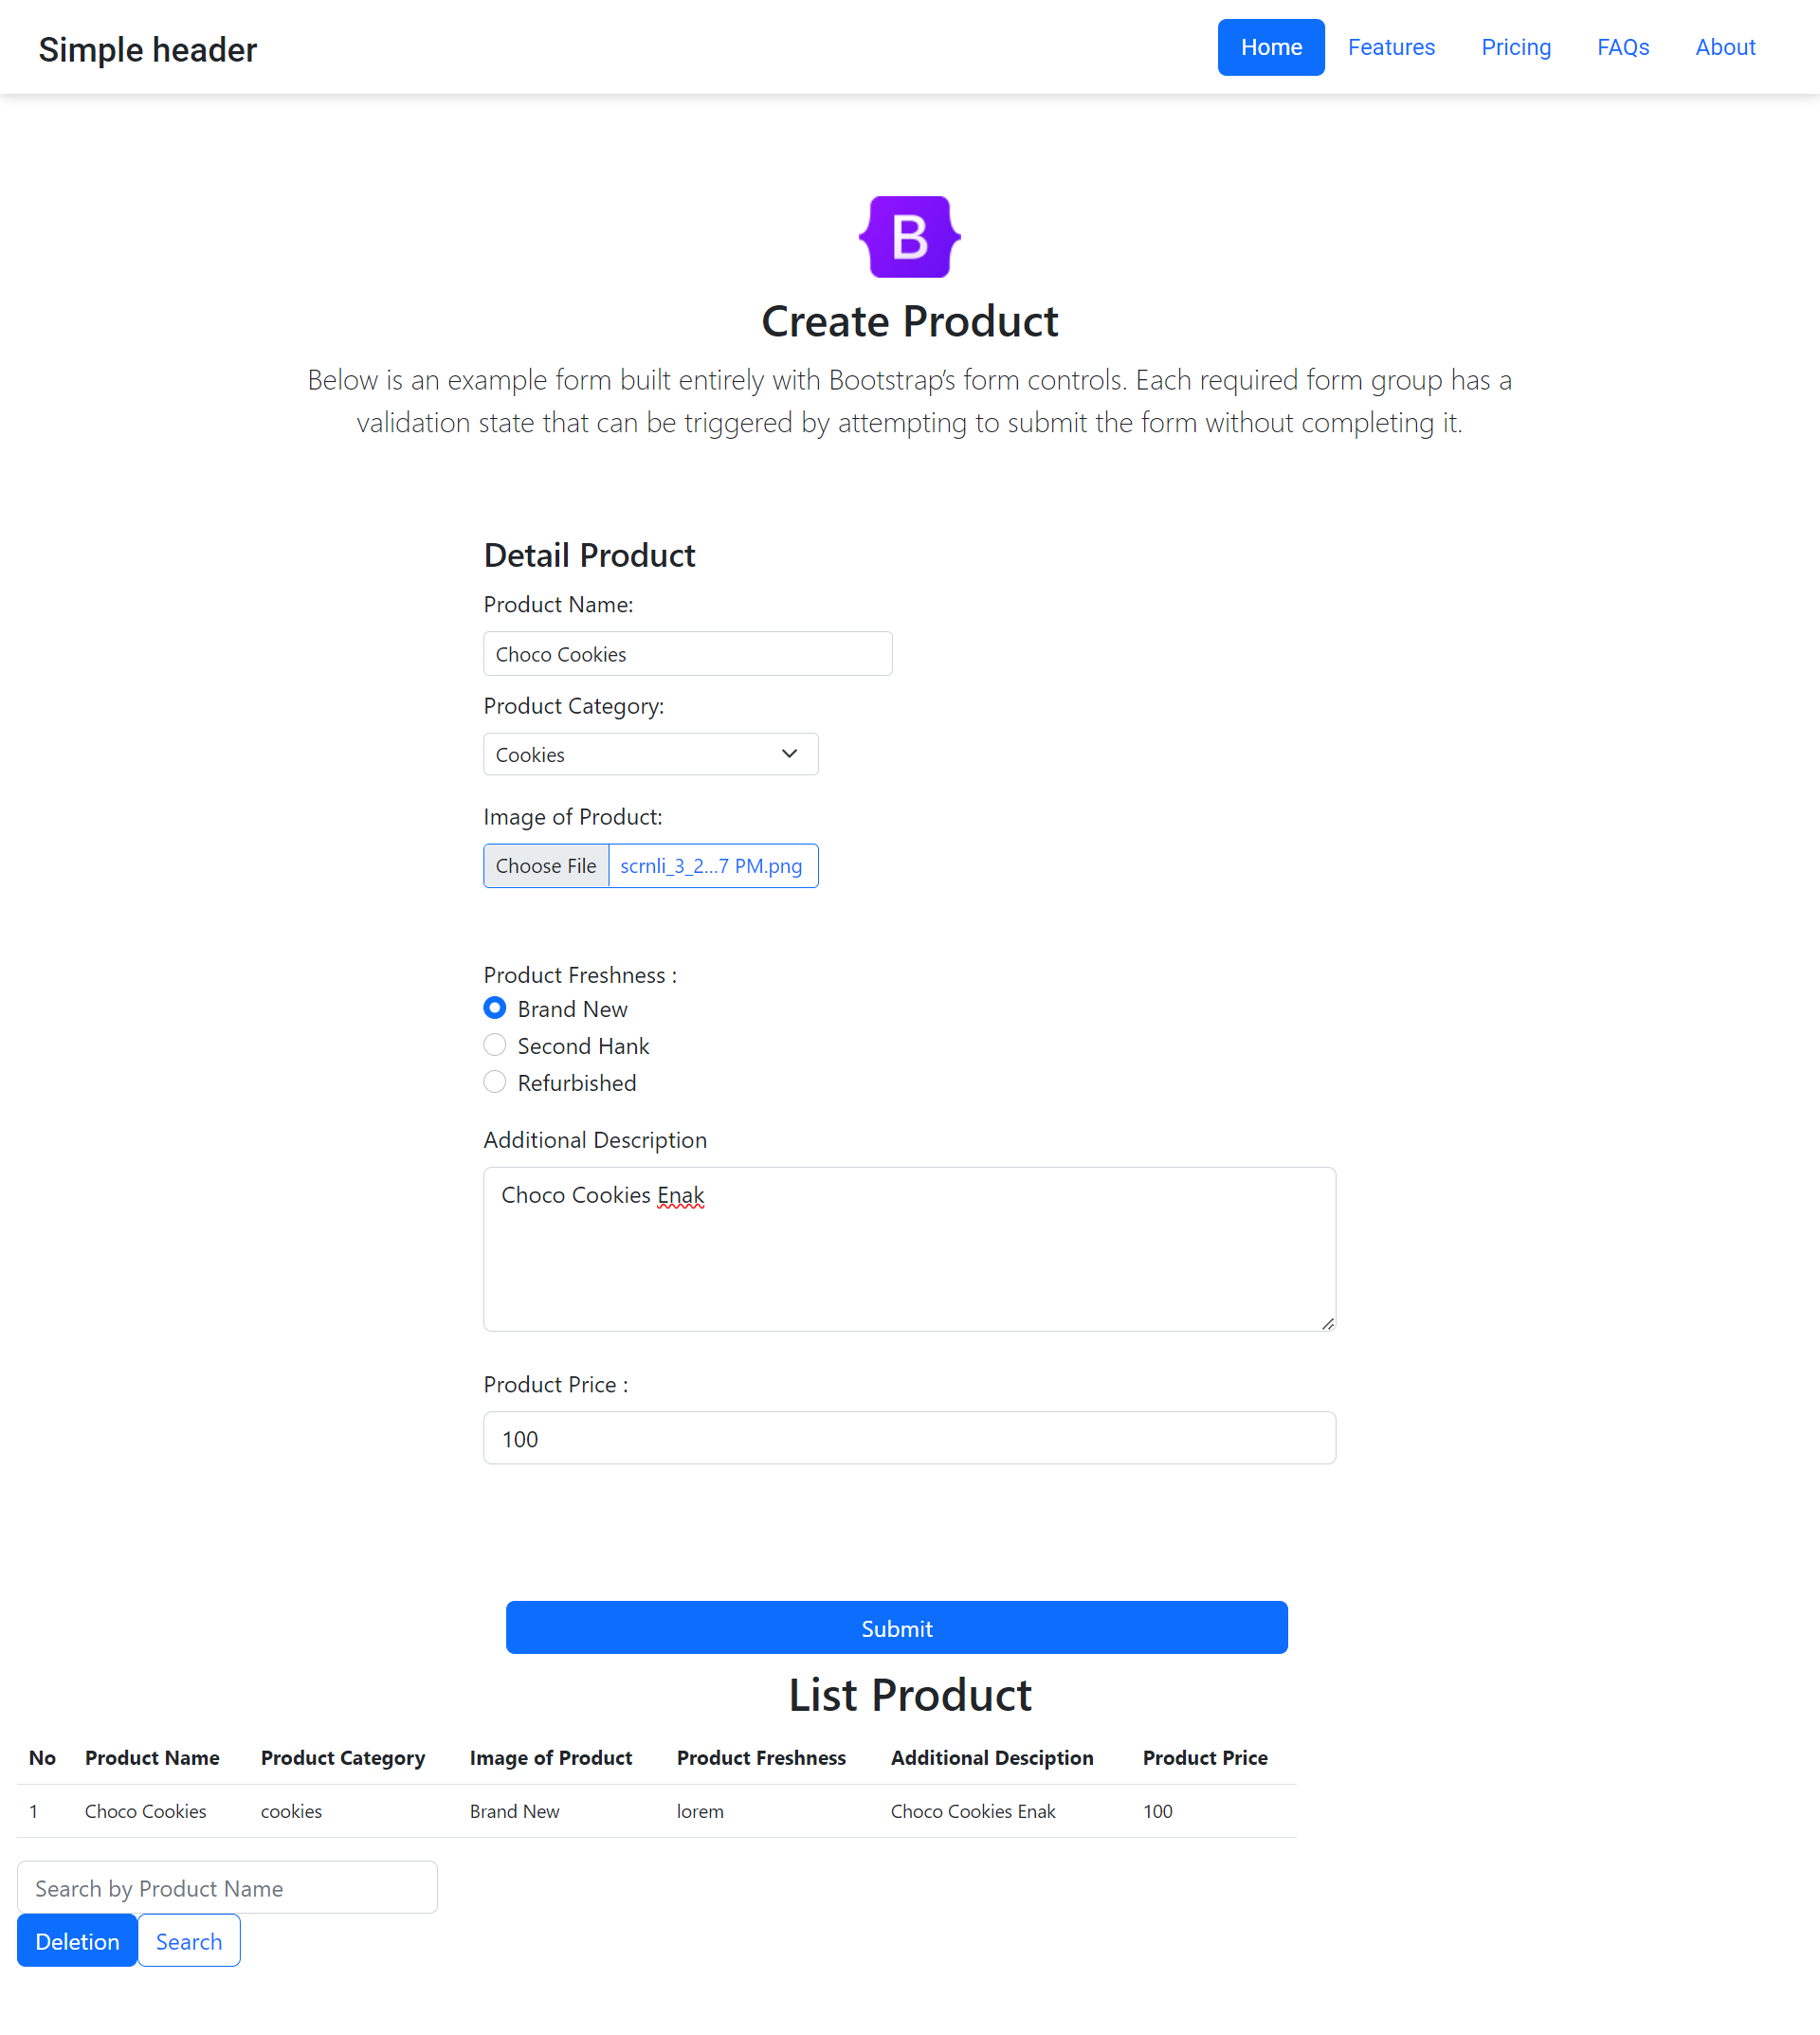 Simple header Home Features Pricing FAQs About
B
Create Product
Below is an example form built entirely with Bootstrap’s form controls. Each required form group has a
validation state that can be triggered by attempting to submit the form without completing it.
Detail Product
Product Name:
Choco Cookies
Product Category:
Cookies
Image of Product:
Choose File scrnli_3_2...7 PM.png
Product Freshness :
Brand New
Second Hank
Refurbished
Additional Description
Choco Cookies Enak
Product Price :
100
Submit
List Product
No Product Name Product Category Image of Product Product Freshness Additional Desciption Product Price
1 Choco Cookies cookies Brand New lorem Choco Cookies Enak 100
Search by Product Name
Deletion Search